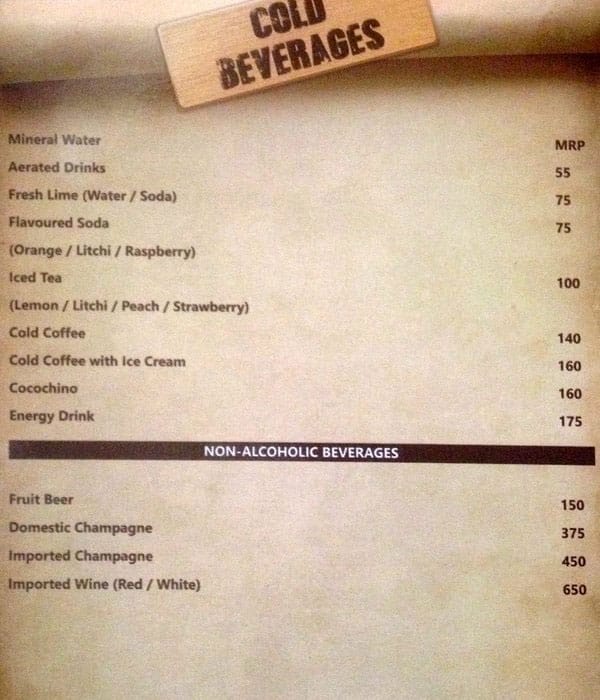 COLD
BEVERAGES
Mineral Water MRP
Aerated Drinks 55
Fresh Lime (Water / Soda) 75
Flavoured Soda 75
(Orange / Litchi / Raspberry)
Iced Tea 100
(Lemon / Litchi / Peach / Strawberry)
Cold Coffee 140
Cold Coffee with Ice Cream 160
Cocochino 160
Energy Drink 175
NON-ALCOHOLIC BEVERAGES
Fruit Beer 150
Domestic Champagne 375
Imported Champagne 450
Imported Wine (Red / White) 650